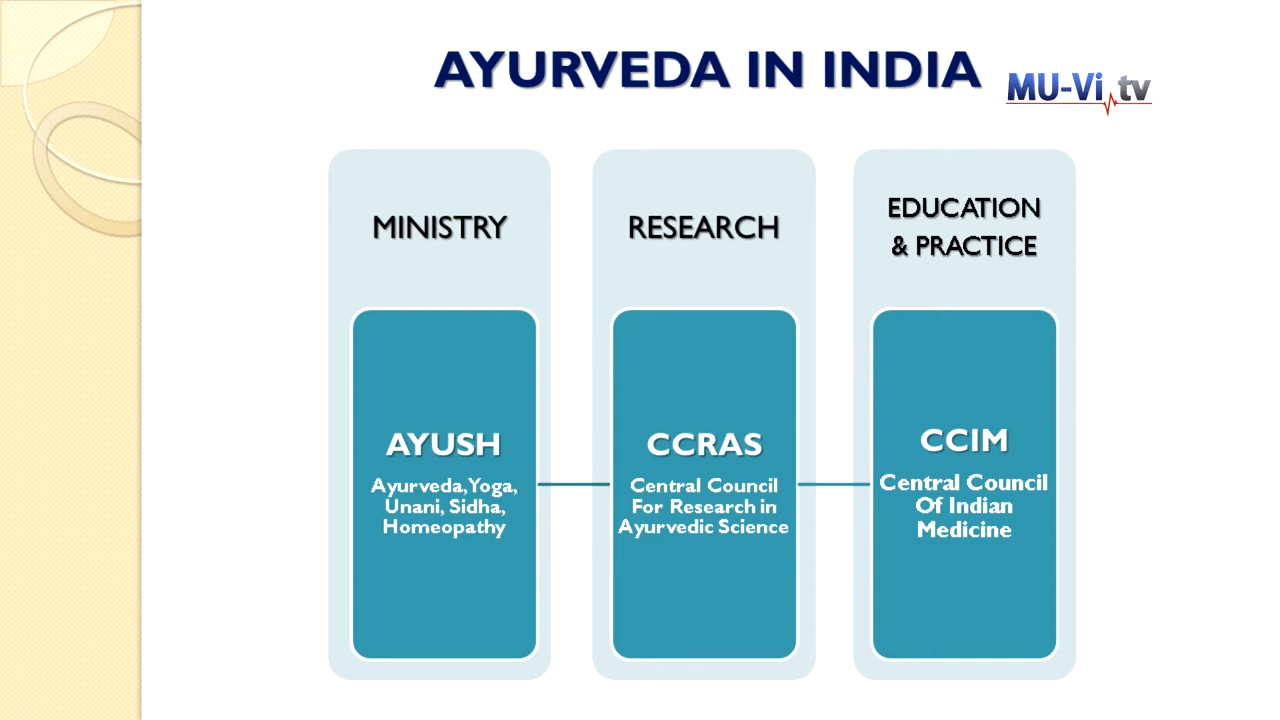 AYURVEDA IN INDIA
MU-Vi tv
MINISTRY
AYUSH
Ayurveda,Yoga,
Unani, Sidha,
Homeopathy
RESEARCH
CCRAS
Central Council
For Research in
Ayurvedic Science
EDUCATION
& PRACTICE
CCIM
Central Council
Of Indian
Medicine